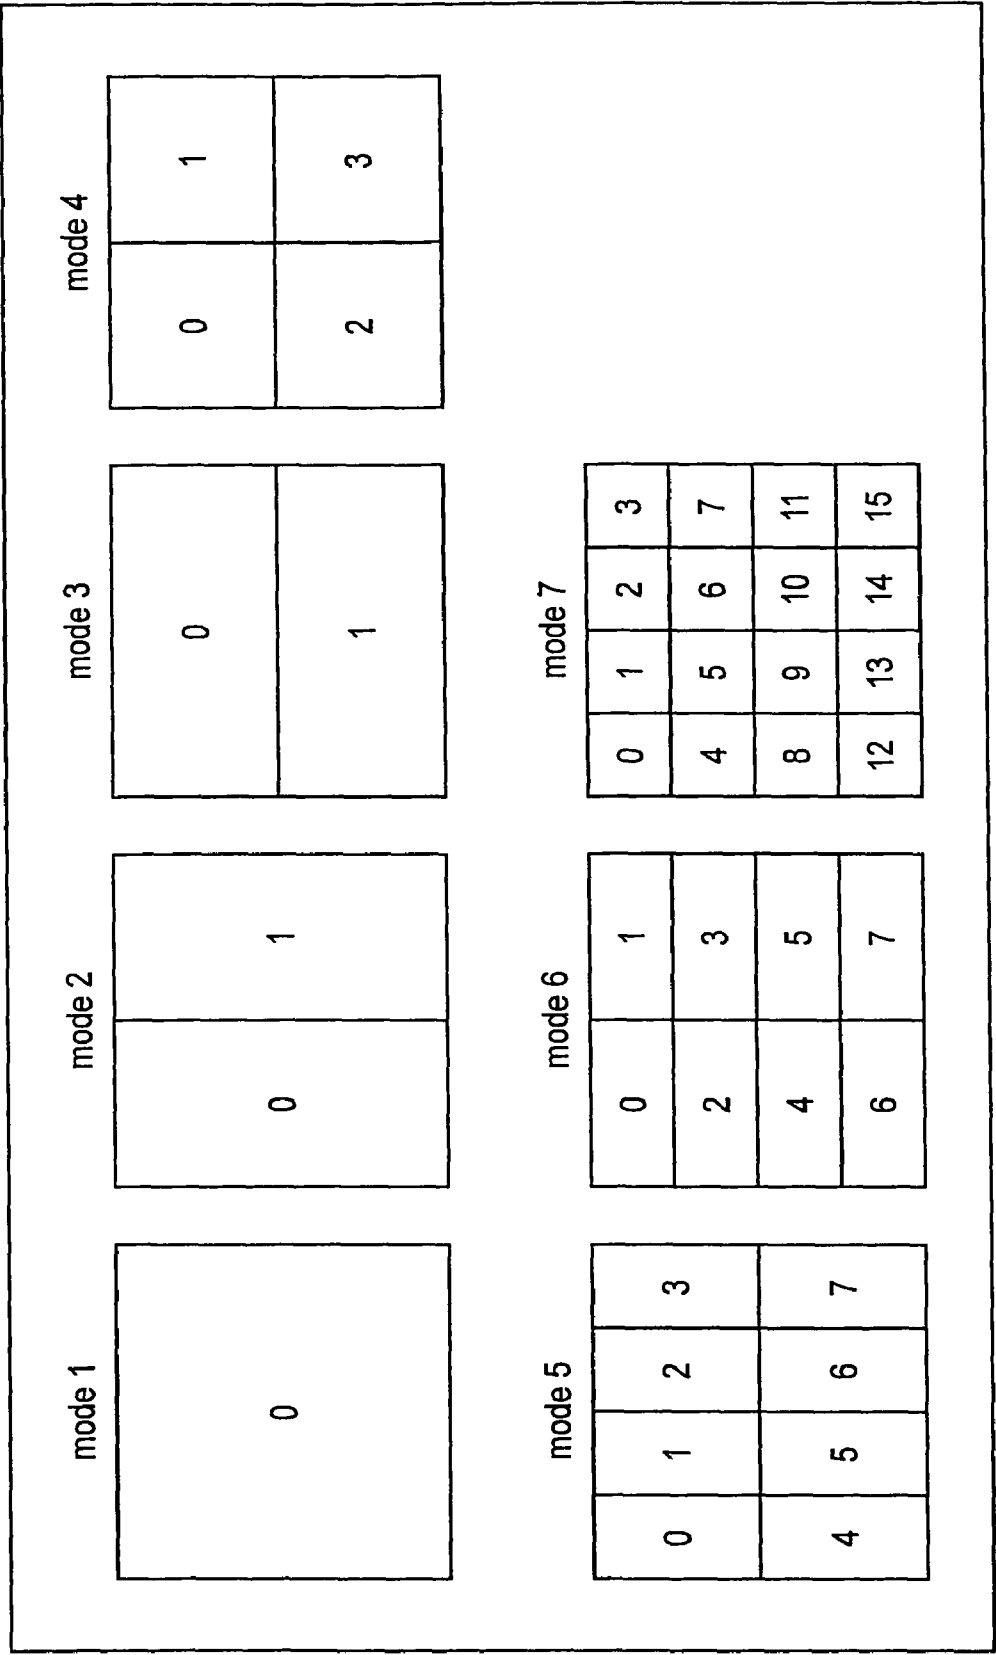 mode 1
0
mode 2
0 1
mode 3
0
1
mode 4
0 1
2 3
mode 5
0 1 2 3
4 5 6 7
mode 6
0 1
2 3
4 5
6 7
mode 7
0 1 2 3
4 5 6 7
8 9 10 11
12 13 14 15